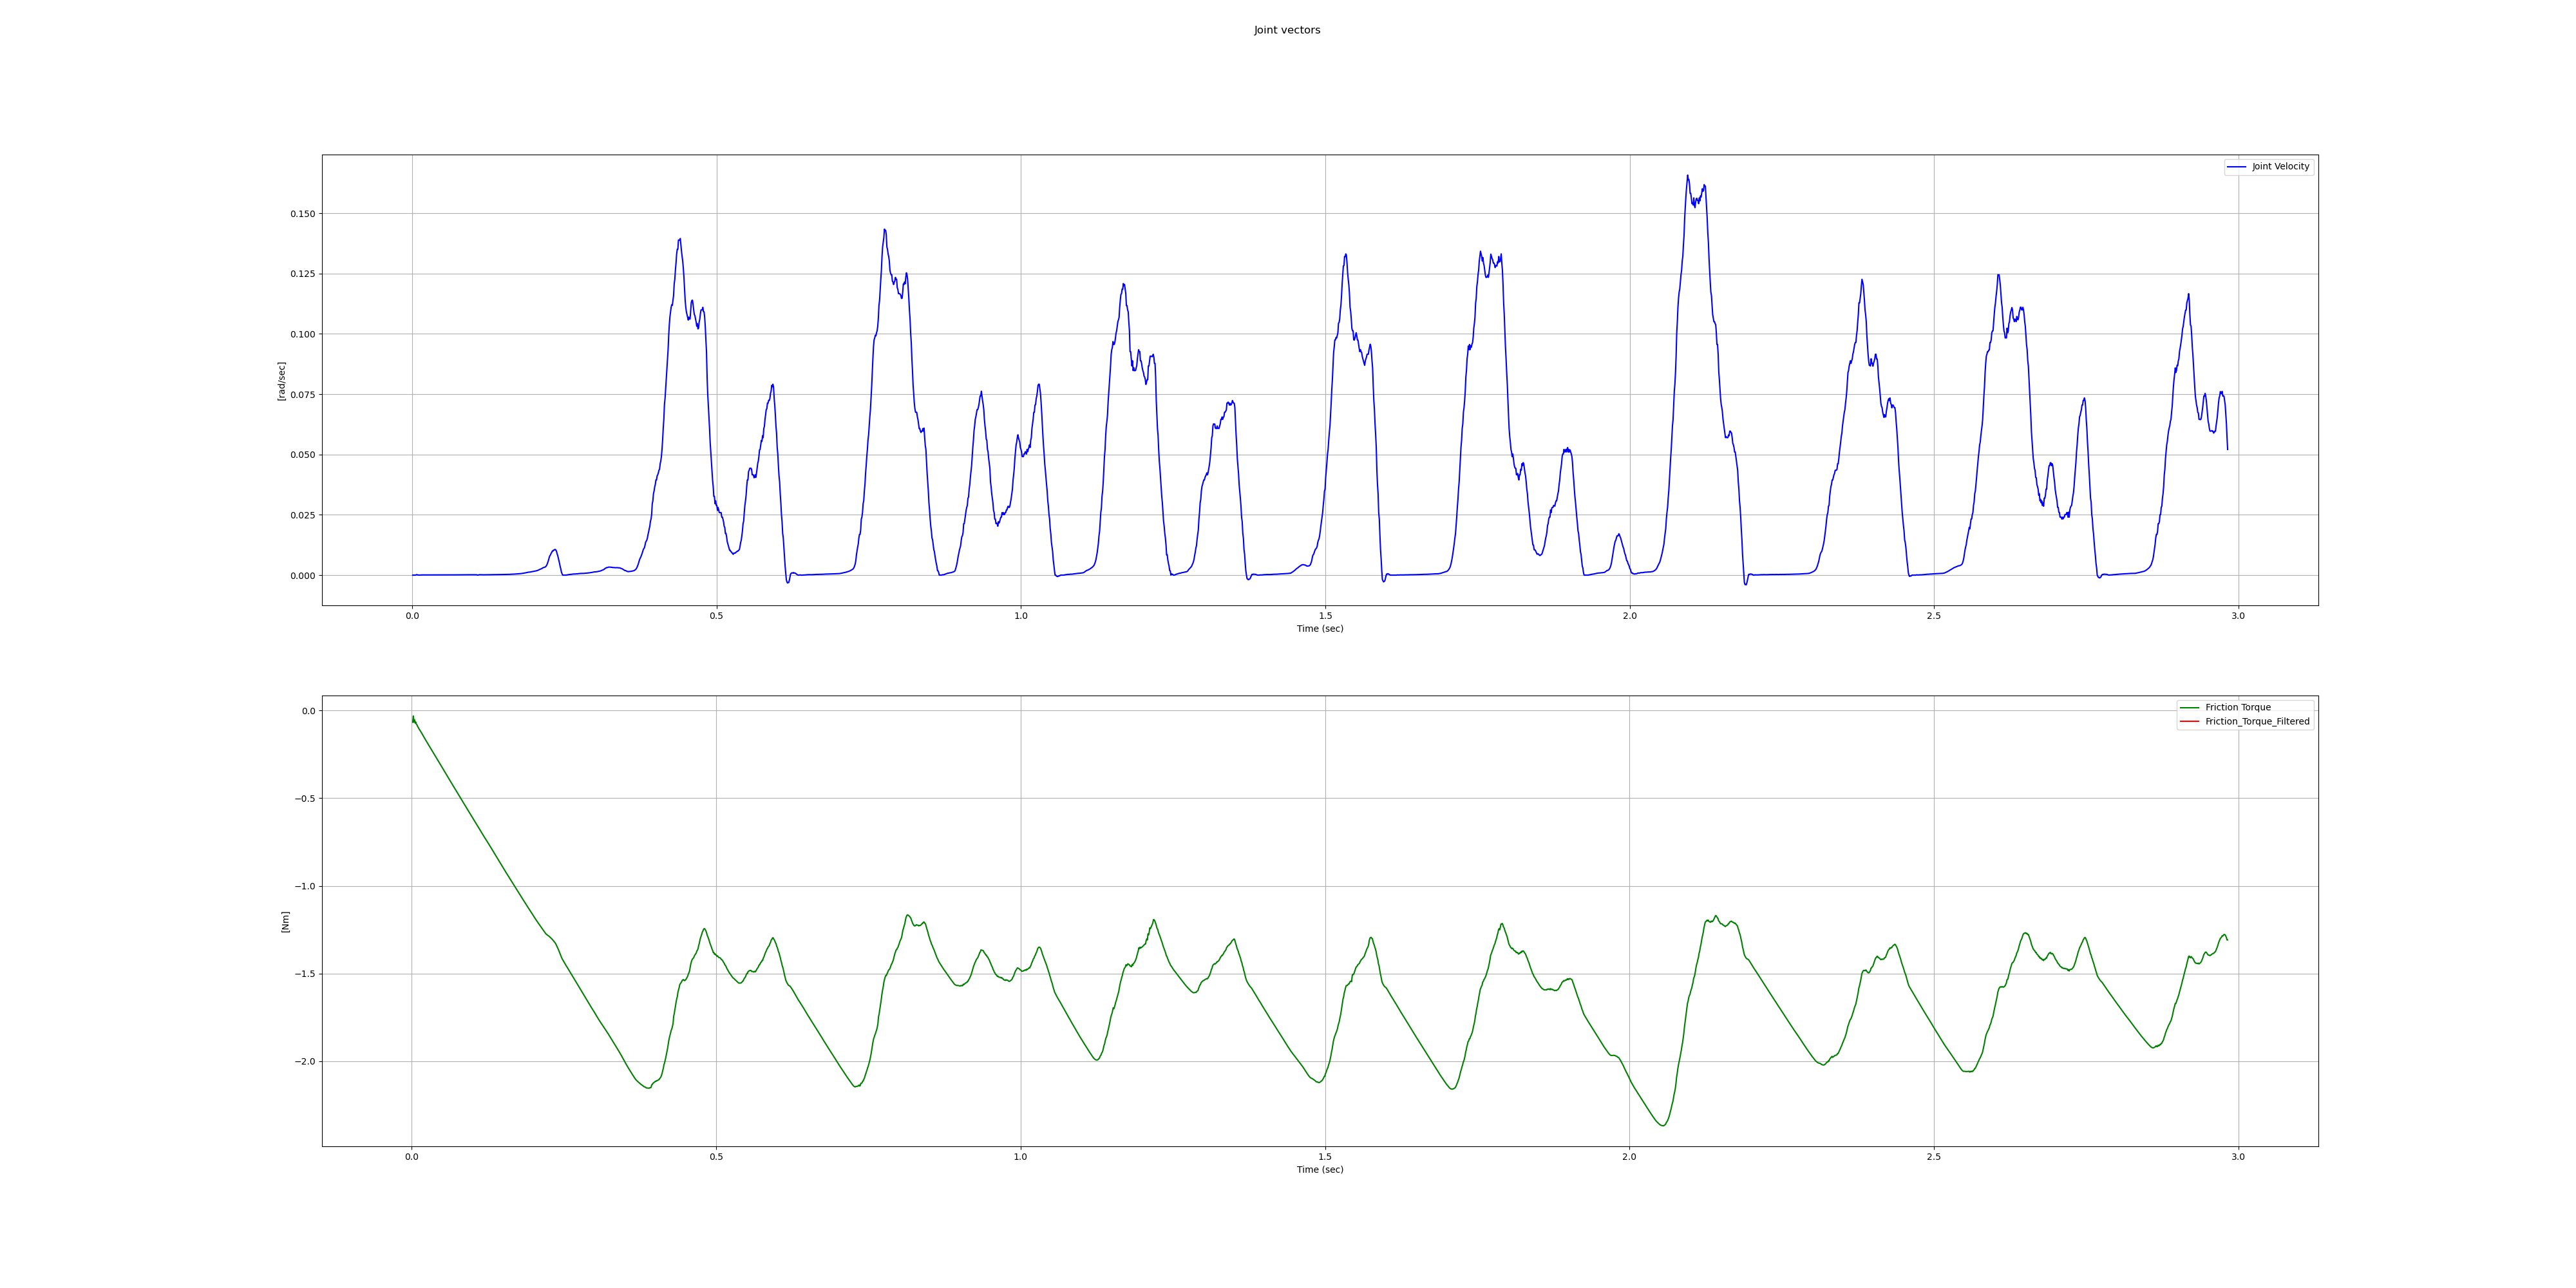 Joint vectors
Joint Velocity
0.150
0.125
0.100
0.075
0.050
0.025
0.000
[rad/sec]
0.0 0.5 1.0 1.5 2.0 2.5 3.0
Time (sec)
Friction Torque
Friction_Torque_Filtered
0.0
−0.5
−1.0
−1.5
−2.0
[Nm]
0.0 0.5 1.0 1.5 2.0 2.5 3.0
Time (sec)